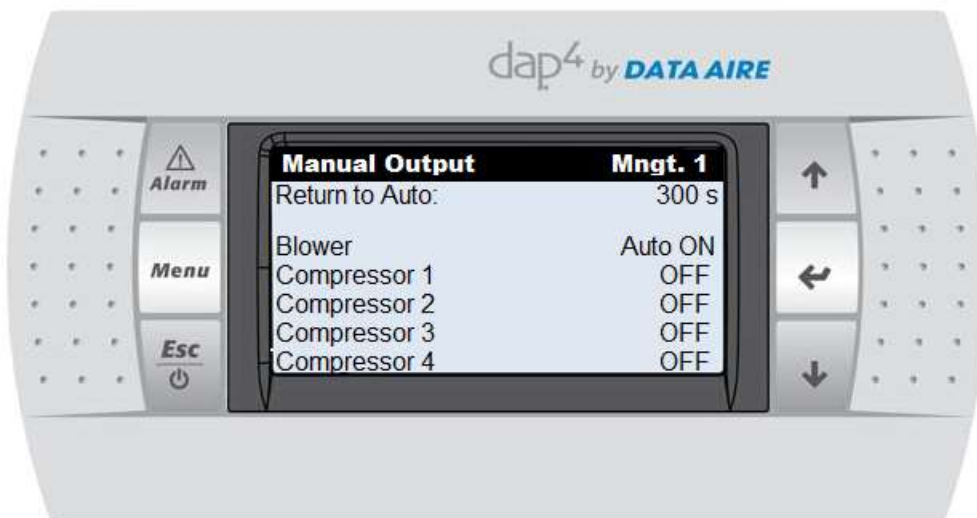 dap4 by DATA AIRE
Alarm
Menu
Esc
Manual Output Mngt. 1
Return to Auto: 300 s
Blower Auto ON
Compressor 1 OFF
Compressor 2 OFF
Compressor 3 OFF
Compressor 4 OFF